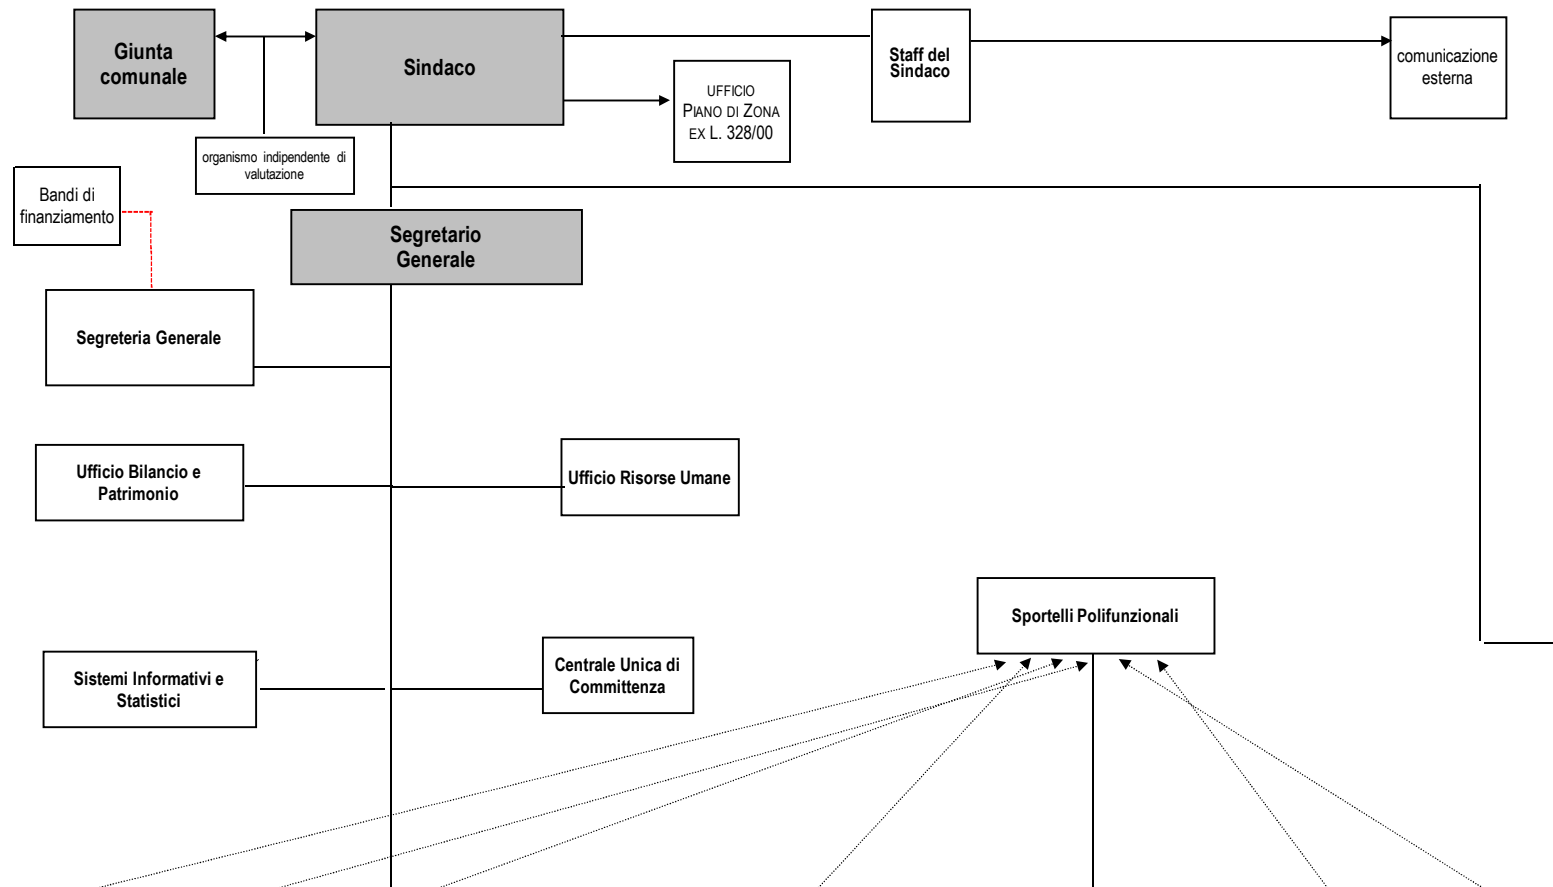 Giunta
comunale
Sindaco
Staff del
Sindaco
comunicazione
esterna
UFFICIO
PIANO DI ZONA
EX L. 328/00
organismo indipendente di
valutazione
Bandi di
finanziamento
Segretario
Generale
Segreteria Generale
Ufficio Bilancio e
Patrimonio
Ufficio Risorse Umane
Sportelli Polifunzionali
Sistemi Informativi e
Statistici
Centrale Unica di
Committenza